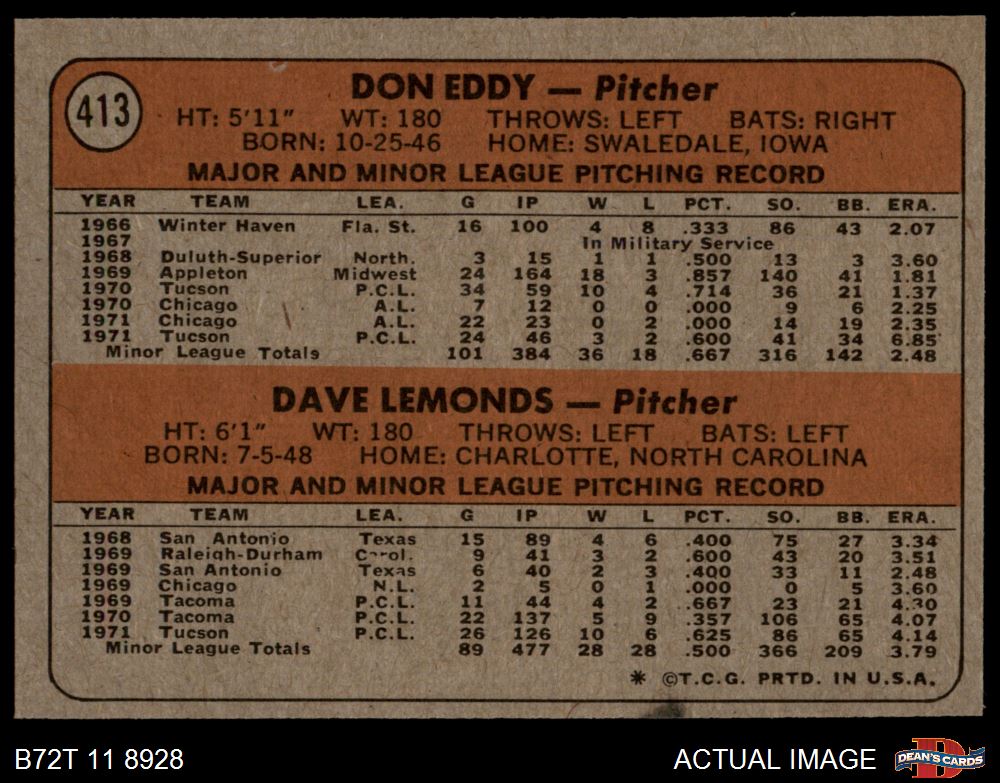 413
DON EDDY — Pitcher
HT: 5'11" WT: 180 THROWS: LEFT BATS: RIGHT
BORN: 10-25-46 HOME: SWALEDALE, IOWA
MAJOR AND MINOR LEAGUE PITCHING RECORD
YEAR TEAM LEA. G IP W L PCT. SO. BB. ERA.
1966 Winter Haven Fla. St. 16 100 4 8 .333 86 43 2.07
1967 In Military Service
1968 Duluth-Superior North. 3 15 1 1 .500 13 3 3.60
1969 Appleton Midwest 24 164 18 3 .857 140 41 1.81
1970 Tucson P.C.L. 34 59 10 4 .714 36 21 1.37
1970 Chicago A.L. 7 12 0 0 .000 9 6 2.25
1971 Chicago A.L. 22 23 0 2 .000 14 19 2.35
1971 Tucson P.C.L. 24 46 3 2 .600 41 34 6.85
Minor League Totals 101 384 36 18 .667 316 142 2.48
DAVE LEMONDS — Pitcher
HT: 6'1" WT: 180 THROWS: LEFT BATS: LEFT
BORN: 7-5-48 HOME: CHARLOTTE, NORTH CAROLINA
MAJOR AND MINOR LEAGUE PITCHING RECORD
YEAR TEAM LEA. G IP W L PCT. SO. BB. ERA.
1968 San Antonio Texas 15 89 4 6 .400 75 27 3.34
1969 Raleigh-Durham Carol. 9 41 3 2 .600 43 20 3.51
1969 San Antonio Texas 6 40 2 3 .400 33 11 2.48
1969 Chicago N.L. 2 5 0 1 .000 0 5 3.60
1969 Tacoma P.C.L. 11 44 4 2 .667 23 21 4.30
1970 Tacoma P.C.L. 22 137 5 9 .357 106 65 4.07
1971 Tucson P.C.L. 26 126 10 6 .625 86 65 4.14
Minor League Totals 89 477 28 28 .500 366 209 3.79
* ©T.C.G. PRTD. IN U.S.A.
B72T 11 8928 ACTUAL IMAGE DEAN'S CARDS